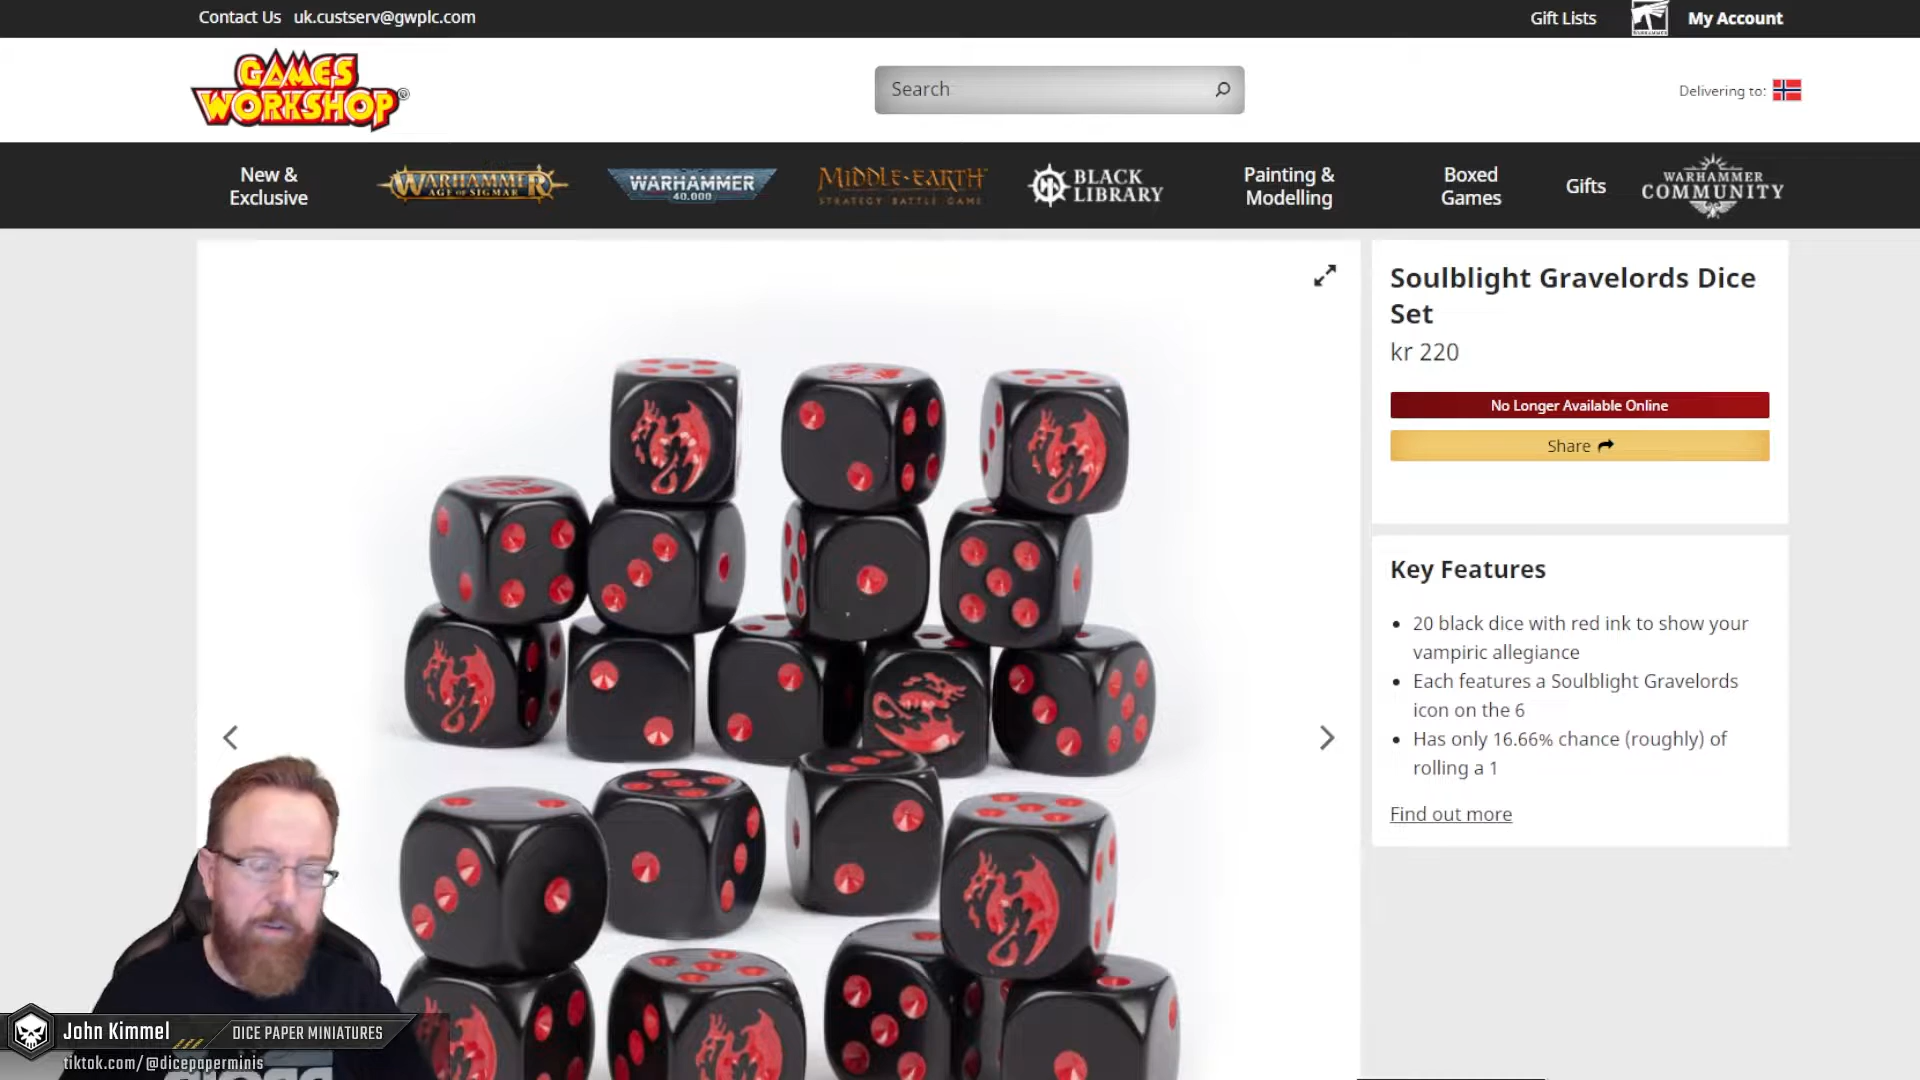 Contact Us uk.custserv@gwplc.com
Gift Lists
My Account
GAMES
WORKSHOP®
Search
Delivering to:
New &
Exclusive
WARHAMMER
AGE OF SIGMAR
WARHAMMER
40,000
MIDDLE-EARTH
STRATEGY BATTLE GAME
BLACK
LIBRARY
Painting &
Modelling
Boxed
Games
Gifts
WARHAMMER
COMMUNITY
Soulblight Gravelords Dice
Set
kr 220
No Longer Available Online
Share
Key Features
• 20 black dice with red ink to show your
vampiric allegiance
• Each features a Soulblight Gravelords
icon on the 6
• Has only 16.66% chance (roughly) of
rolling a 1
Find out more
John Kimmel
DICE PAPER MINIATURES
tiktok.com/@dicepaperminis